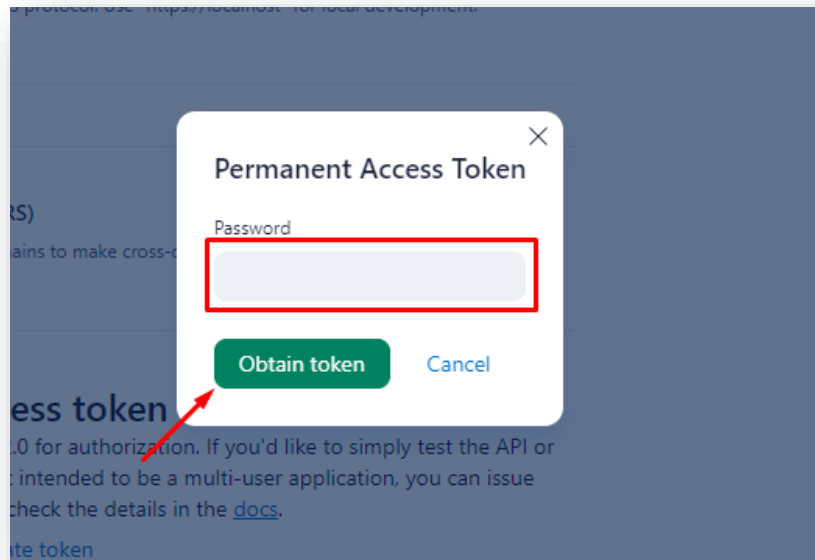 protocol. Use "https://localhost" for local development.
Permanent Access Token
RS)
Password
ains to make cross-
Obtain token
Cancel
ess token
.0 for authorization. If you'd like to simply test the API or
intended to be a multi-user application, you can issue
check the details in the docs.
ate token